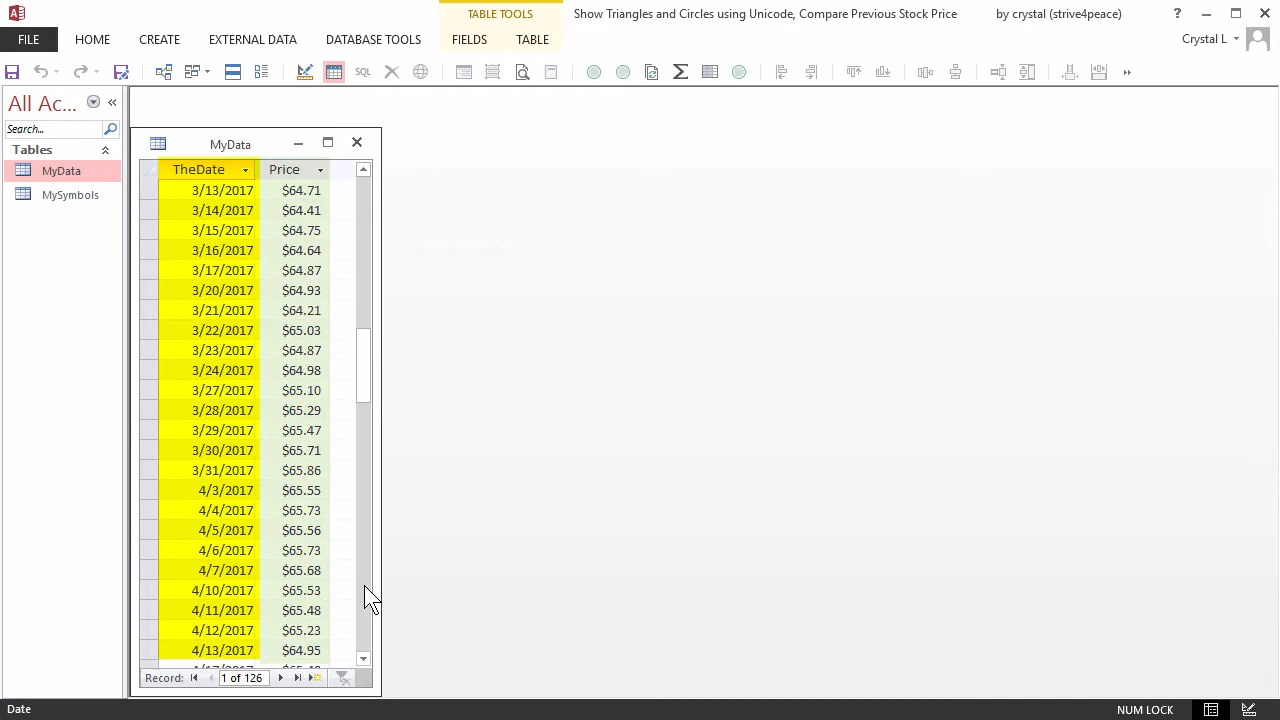 TABLE TOOLS
Show Triangles and Circles using Unicode, Compare Previous Stock Price by crystal (strive4peace)
?
FILE HOME CREATE EXTERNAL DATA DATABASE TOOLS FIELDS TABLE
Crystal L
SQL
All Ac...
Search...
Tables
MyData
MySymbols
MyData
TheDate Price
3/13/2017 $64.71
3/14/2017 $64.41
3/15/2017 $64.75
3/16/2017 $64.64
3/17/2017 $64.87
3/20/2017 $64.93
3/21/2017 $64.21
3/22/2017 $65.03
3/23/2017 $64.87
3/24/2017 $64.98
3/27/2017 $65.10
3/28/2017 $65.29
3/29/2017 $65.47
3/30/2017 $65.71
3/31/2017 $65.86
4/3/2017 $65.55
4/4/2017 $65.73
4/5/2017 $65.56
4/6/2017 $65.73
4/7/2017 $65.68
4/10/2017 $65.53
4/11/2017 $65.48
4/12/2017 $65.23
4/13/2017 $64.95
Record: 1 of 126
Date
NUM LOCK